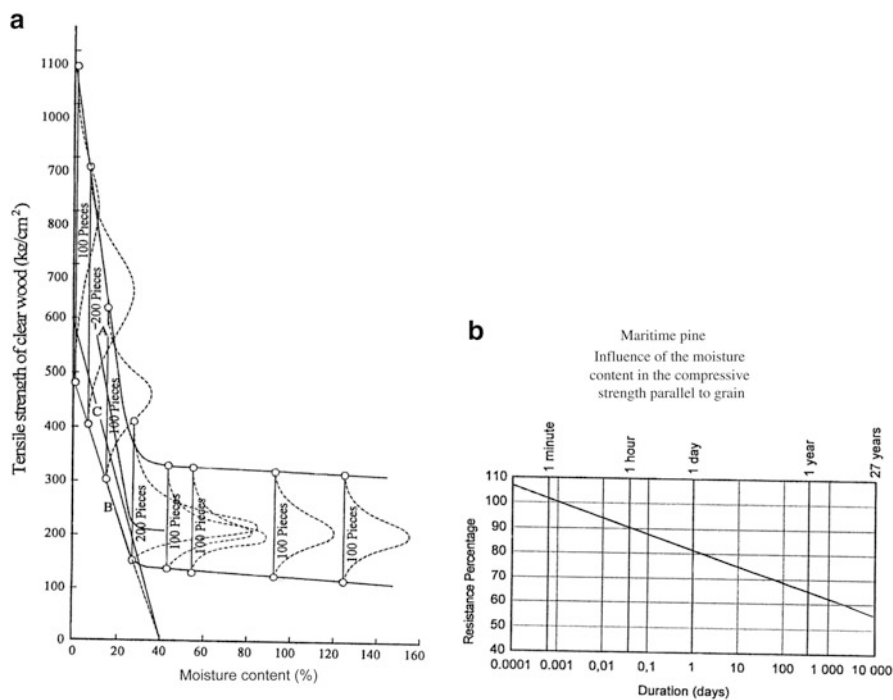 a
Tensile strength of clear wood (kg/cm²)
1100
1000
700
800
700
600
500
400
300
200
100
0
100 Pieces
-200 Pieces
A
100 Pieces
C
B
200 Pieces
100 Pieces
100 Pieces
100 Pieces
100 Pieces
0 20 40 60 80 100 120 140 160
Moisture content (%)
b
Maritime pine
Influence of the moisture
content in the compressive
strength parallel to grain
1 minute
1 hour
1 day
1 year
27 years
Resistance Percentage
110
100
90
80
70
60
50
40
0.0001 0.001 0,01 0,1 1 10 100 1 000 10 000
Duration (days)